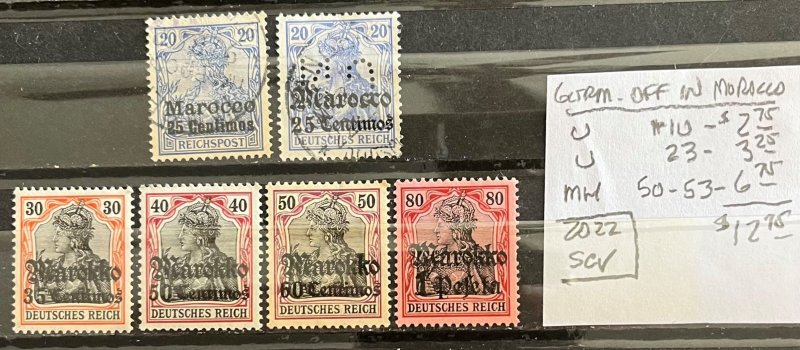 20 20
Marocco
25 Centimos
REICHSPOST
20 20
Marocco
25 Centimos
DEUTSCHES REICH
30 30
Marokko
35 Centimos
DEUTSCHES REICH
40 40
Marokko
50 Centimos
DEUTSCHES REICH
50 50
Marokko
60 Centimos
DEUTSCHES REICH
80 80
Marokko
1 Peseta
DEUTSCHES REICH
GERM. OFF IN MOROCCO
U #10 - $2.75
U 23 - 3.25
MH 50-53 - 6.75
$12.75
2022
SCV